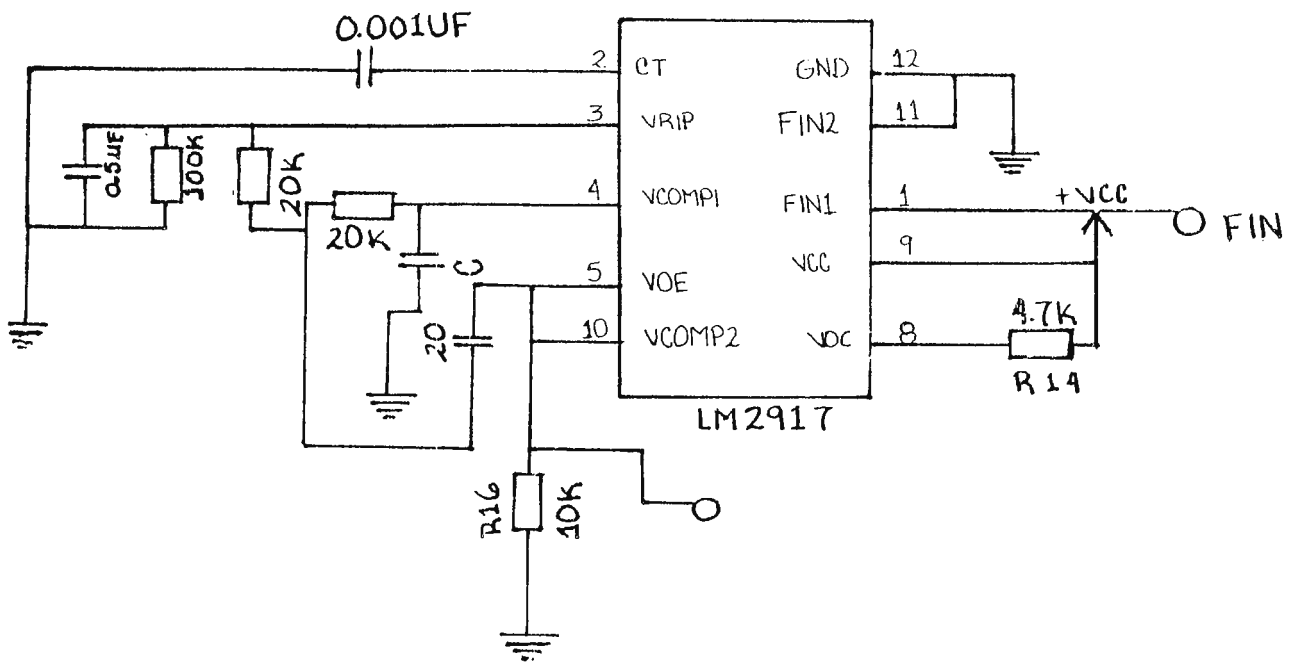 0.001UF
2 CT GND 12
3 VRIP FIN2 11
0.5UF 100K 20K
4 VCOMP1 FIN1 1 +VCC
FIN
20K
C
VCC 9
5 VOE
20
10 VCOMP2 VOC 8 4.7K
R14
LM2917
R16 10K